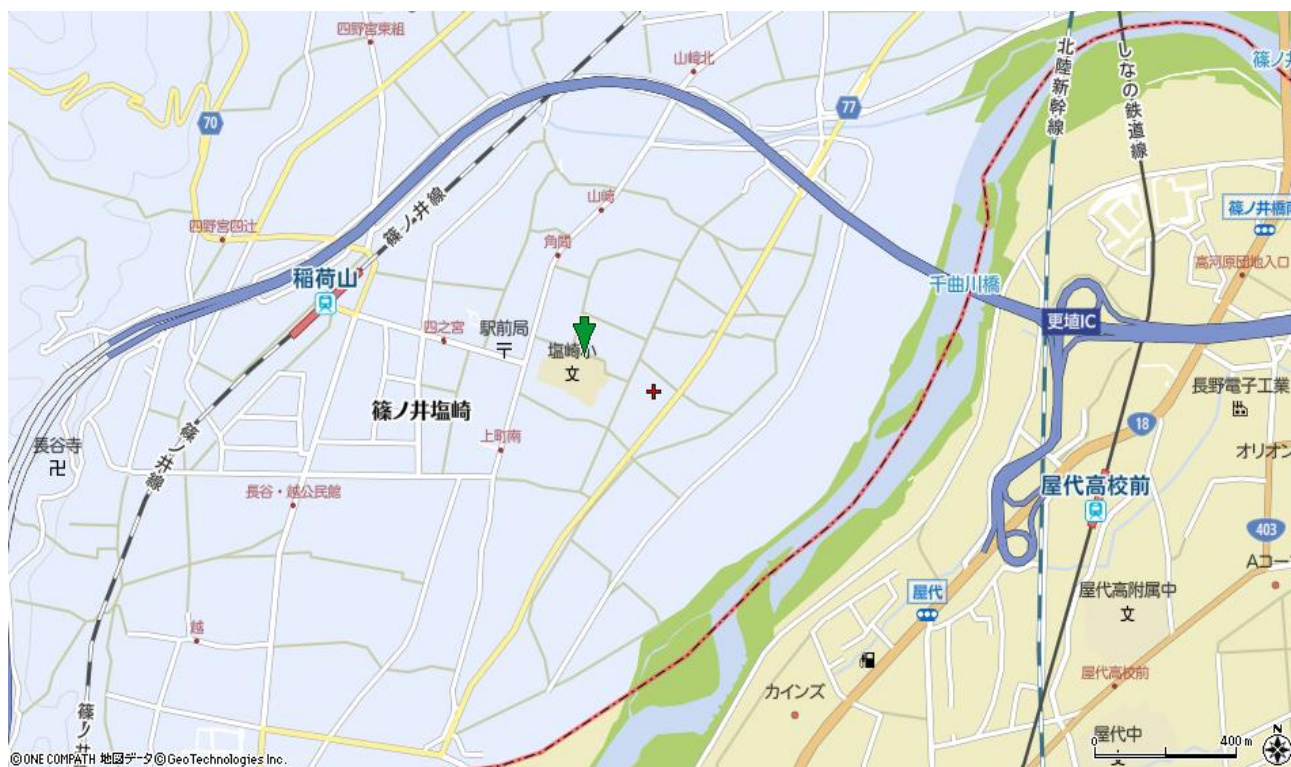 四野宮東組
山崎北
北陸新幹線
しなの鉄道線
篠ノ井
70
77
山崎
篠ノ井橋南
四野宮四辻
篠ノ井線
角間
高河原団地入口
稲荷山
千曲川橋
更埴IC
四之宮
駅前局
塩崎小
文
長野電子工業
篠ノ井塩崎
18
長谷寺
卍
上町南
オリオン
篠ノ井線
長谷・越公民館
屋代高校前
403
Aコー
屋代
屋代高附属中
文
越
屋代高校前
カインズ
篠ノ井
屋代中
文
0
400m
N
©ONE COMPATH 地図データ©GeoTechnologies Inc.